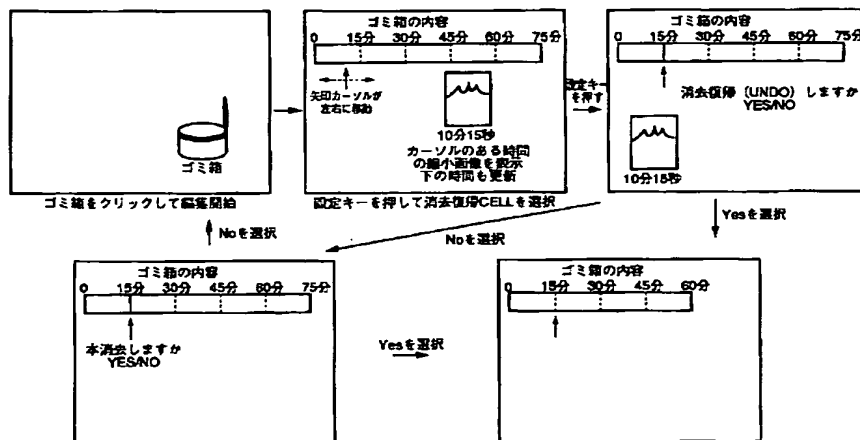 ゴミ箱
ゴミ箱をクリックして編集開始
ゴミ箱の内容
0 15分 30分 45分 60分 75分
矢印カーソルが
左右に移動
10分15秒
カーソルのある時間
の縮小画像を表示
下の時間も更新
設定キーを押して消去復帰CELLを選択
設定キー
を押す
ゴミ箱の内容
0 15分 30分 45分 60分 75分
消去復帰(UNDO)しますか
YES/NO
10分15秒
Noを選択
Noを選択
Yesを選択
ゴミ箱の内容
0 15分 30分 45分 60分 75分
本消去しますか
YES/NO
Yesを選択
ゴミ箱の内容
0 15分 30分 45分 60分